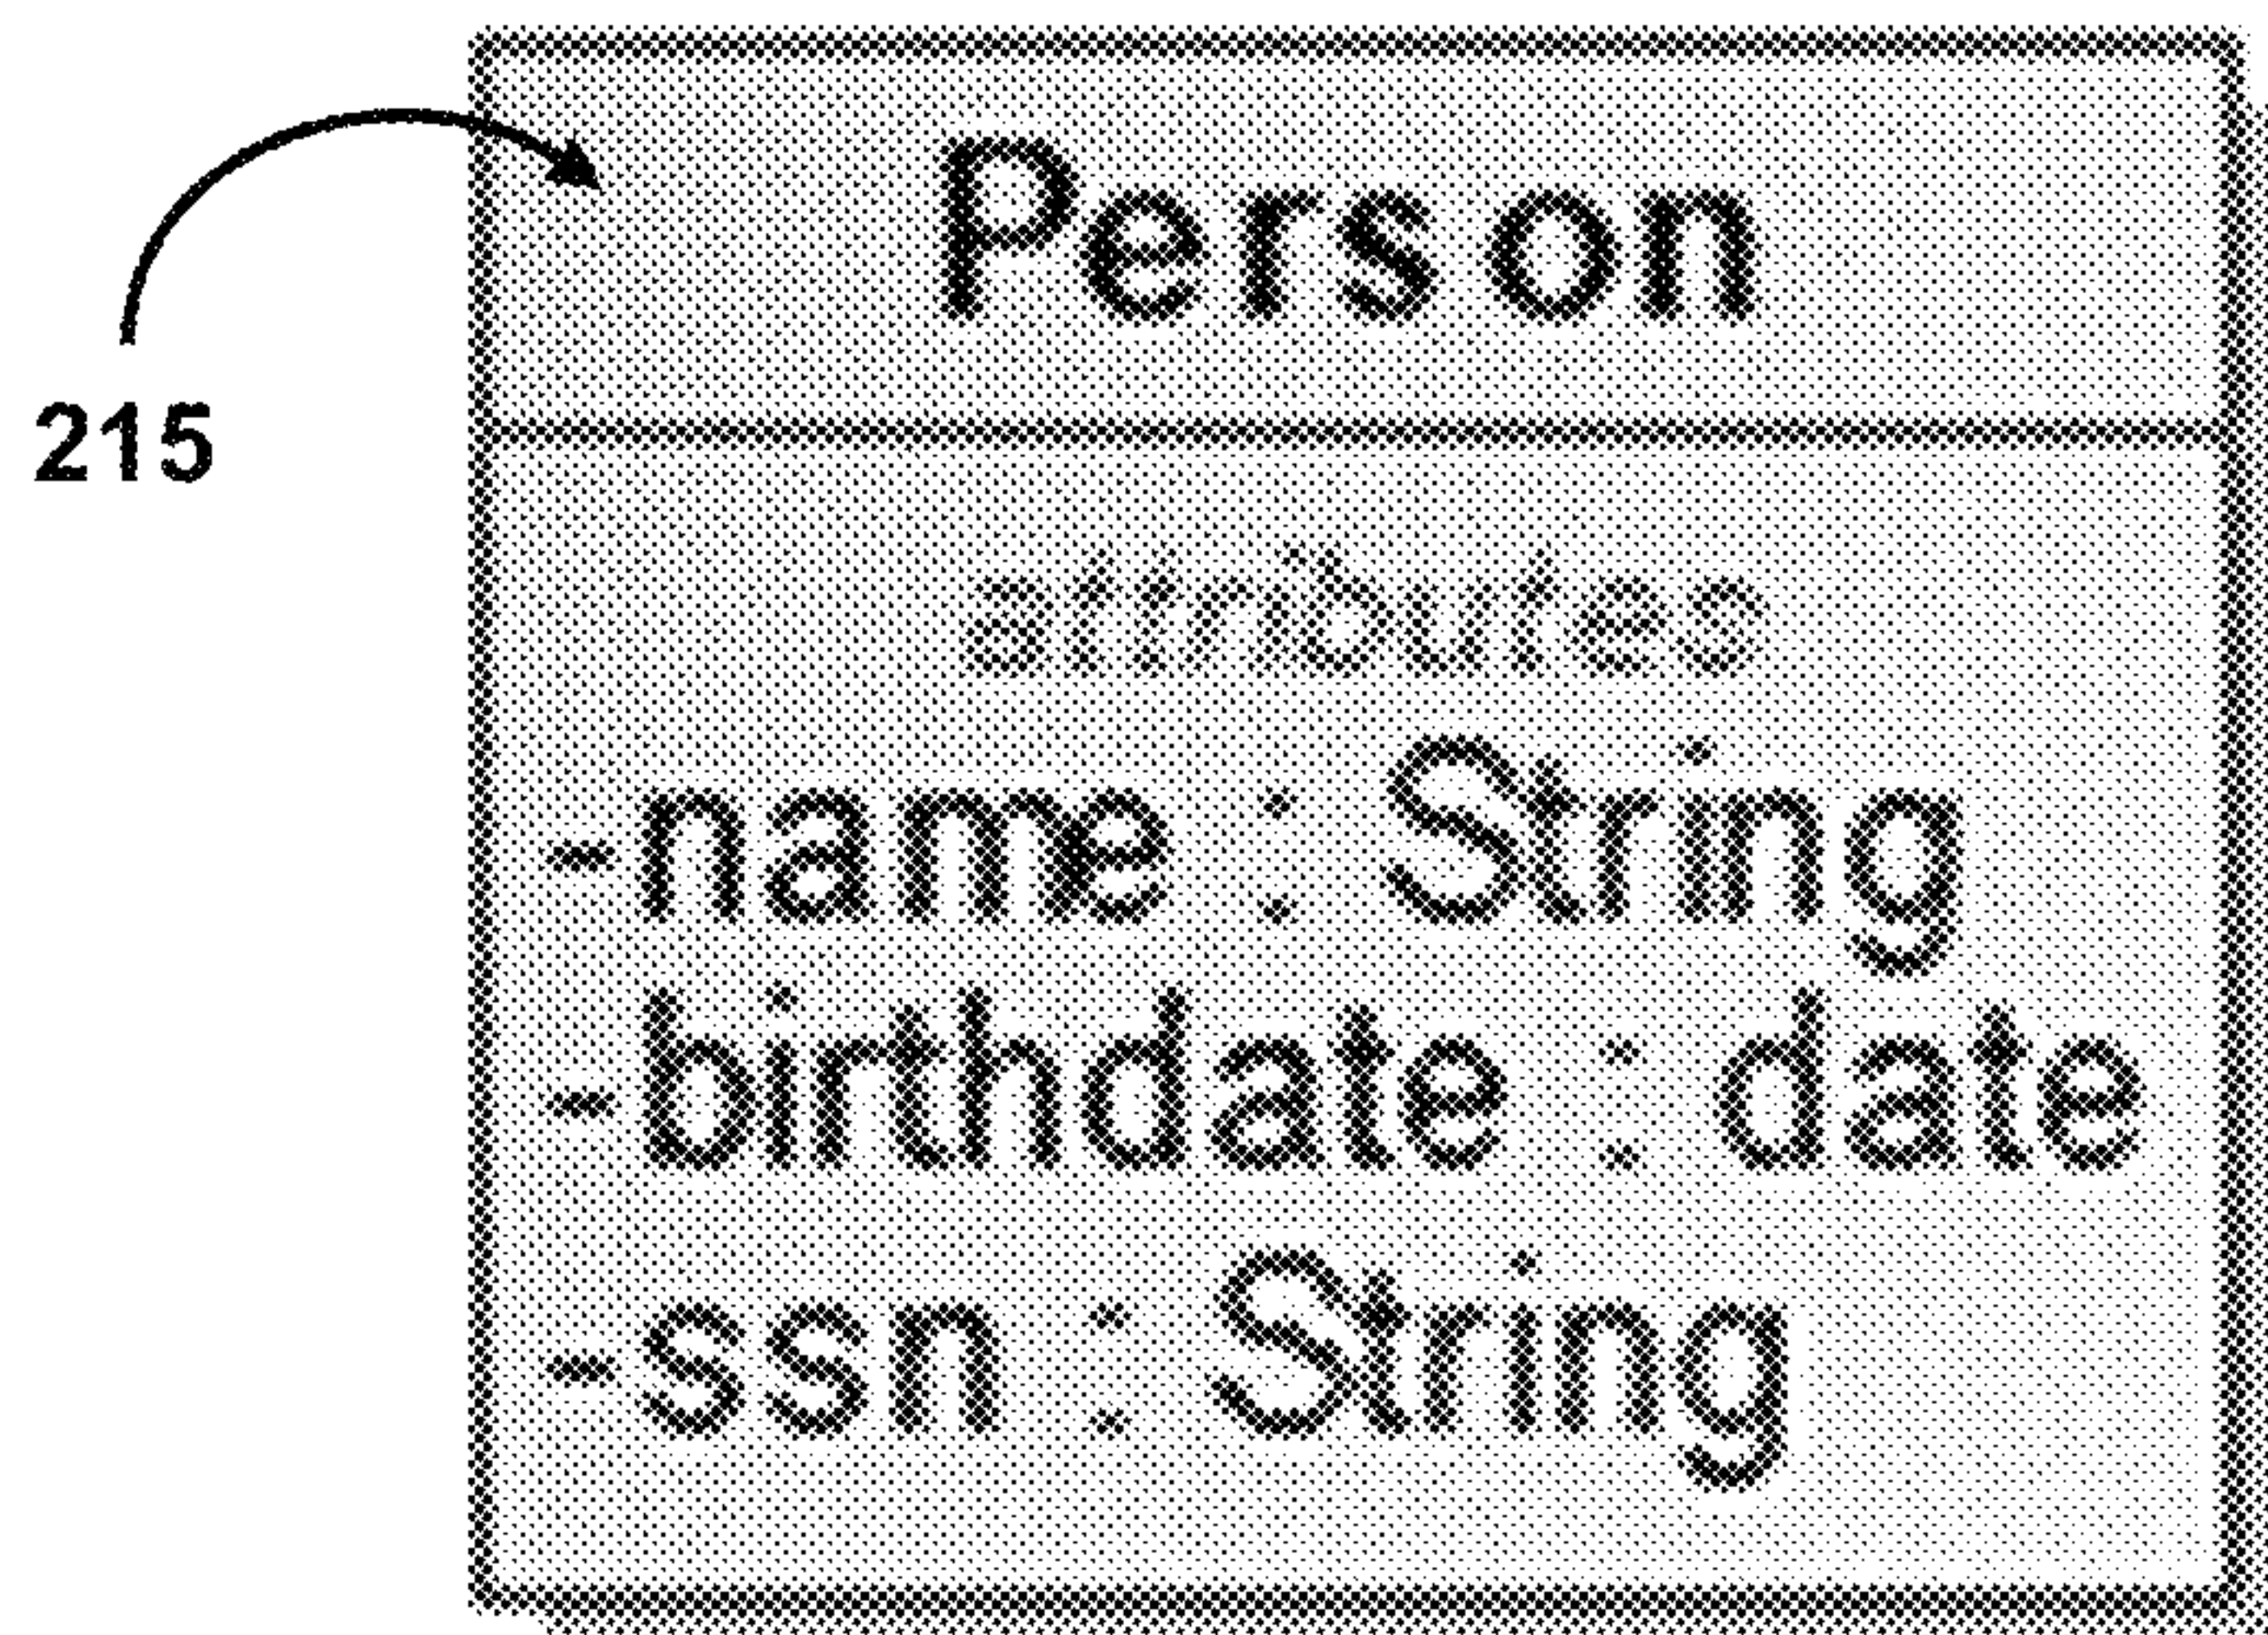 Person
215
attributes
-name : String
-birthdate : date
-ssn : String